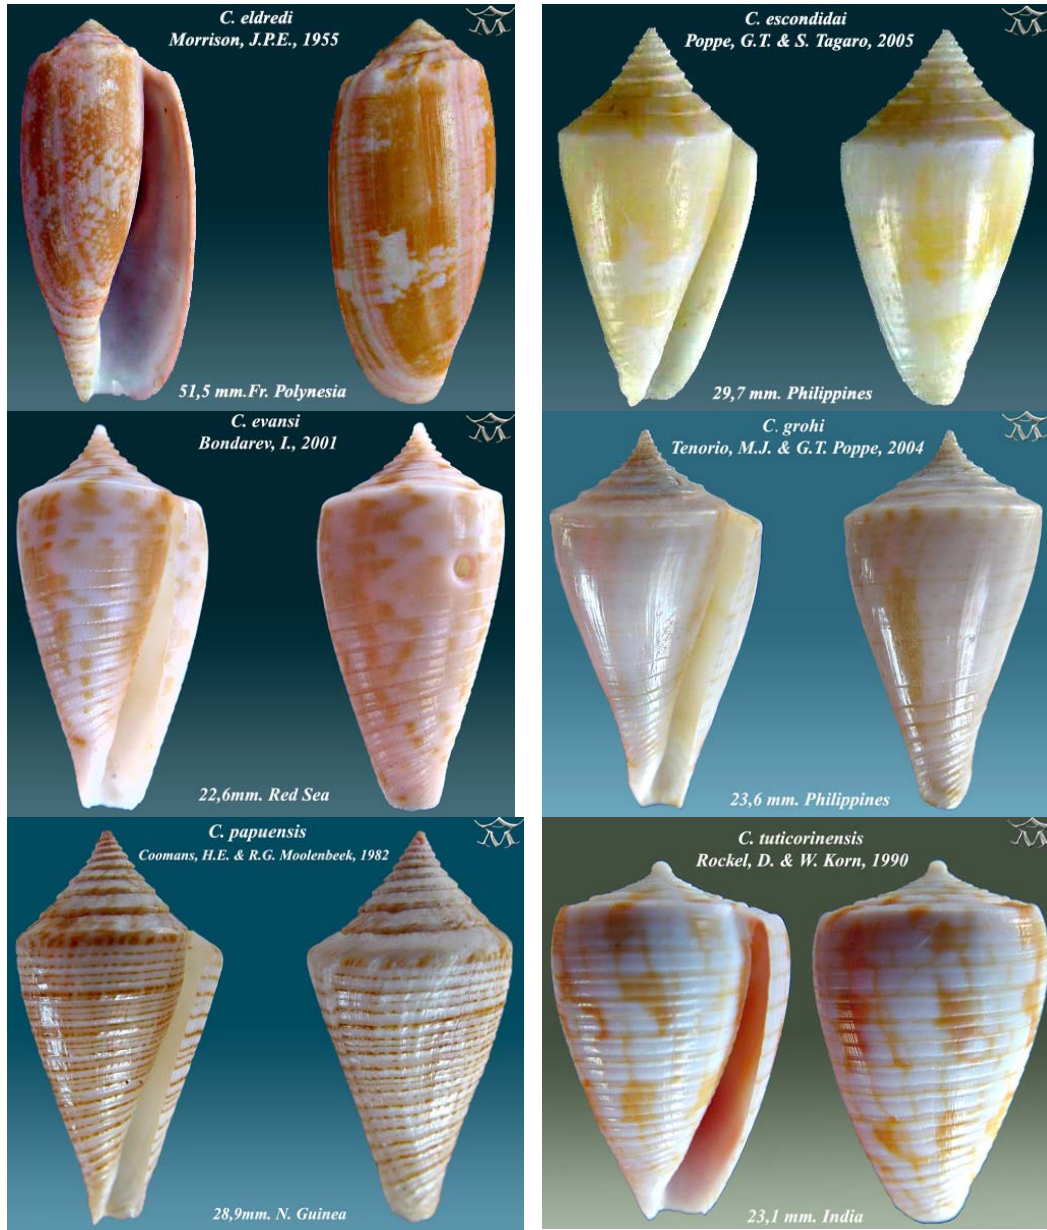 C. eldredi
Morrison, J.P.E., 1955
51,5 mm.Fr. Polynesia
C. escondidai
Poppe, G.T. & S. Tagaro, 2005
29,7 mm. Philippines
C. evansi
Bondarev, I., 2001
22,6mm. Red Sea
C. grohi
Tenorio, M.J. & G.T. Poppe, 2004
23,6 mm. Philippines
C. papuensis
Coomans, H.E. & R.G. Moolenbeek, 1982
28,9mm. N. Guinea
C. tuticorinensis
Rockel, D. & W. Korn, 1990
23,1 mm. India